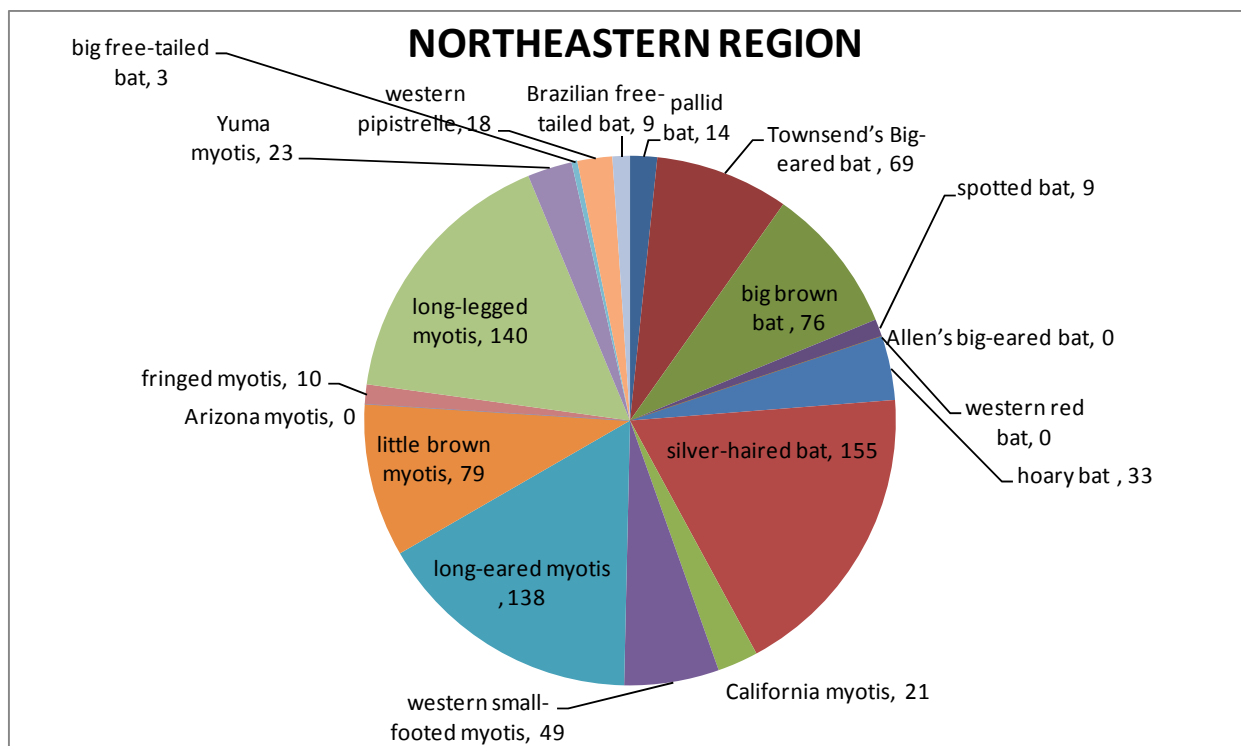 NORTHEASTERN REGION
big free-tailed
bat, 3
western
pipistrelle, 18
Brazilian free-
tailed bat, 9
pallid
bat, 14
Townsend’s Big-
eared bat , 69
Yuma
myotis, 23
spotted bat, 9
big brown
bat , 76
long-legged
myotis, 140
Allen’s big-eared bat, 0
fringed myotis, 10
Arizona myotis, 0
western red
bat, 0
little brown
myotis, 79
silver-haired bat, 155
hoary bat , 33
long-eared myotis
, 138
western small-
footed myotis, 49
California myotis, 21